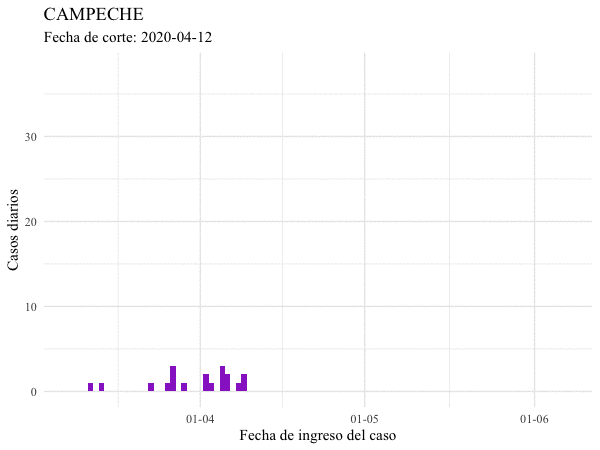 CAMPECHE
Fecha de corte: 2020-04-12
Casos diarios
30
20
10
0
01-04
01-05
01-06
Fecha de ingreso del caso